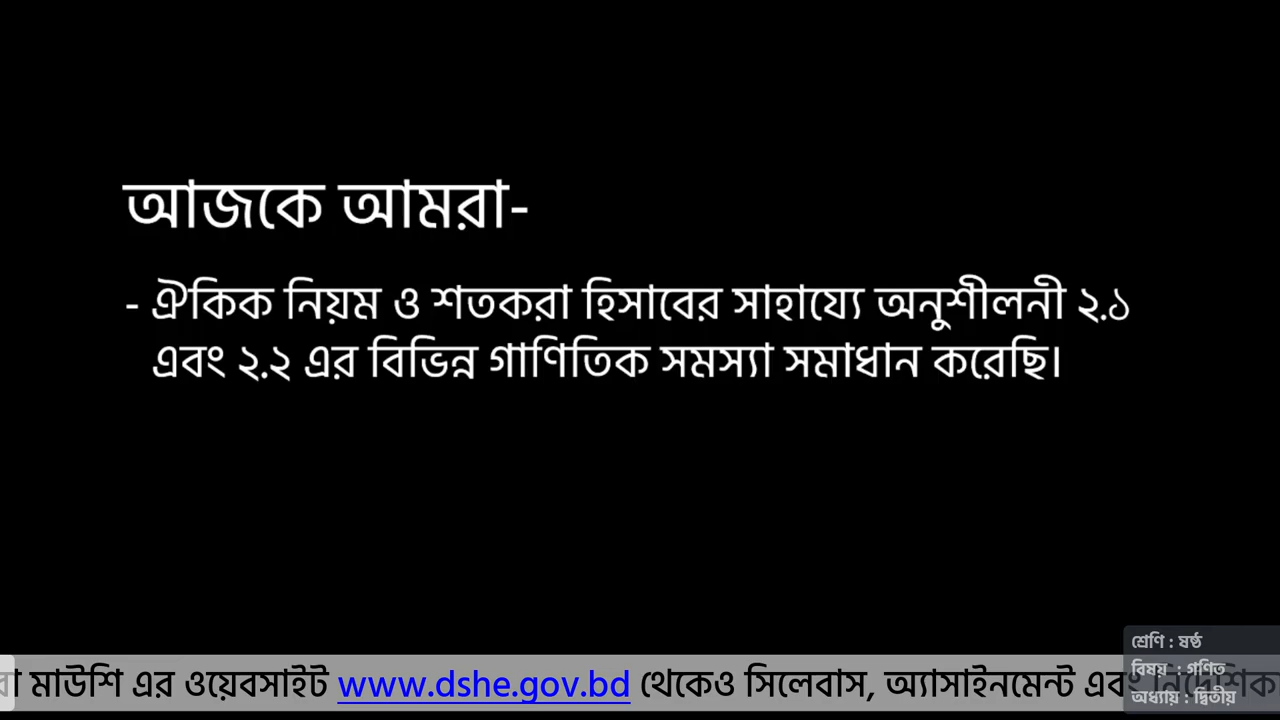 আজকে আমরা-
- ঐকিক নিয়ম ও শতকরা হিসাবের সাহায্যে অনুশীলনী ২.১
এবং ২.২ এর বিভিন্ন গাণিতিক সমস্যা সমাধান করেছি।
শ্রেণি : ষষ্ঠ
বিষয় : গণিত
অধ্যায় : দ্বিতীয়
মাউশি এর ওয়েবসাইট www.dshe.gov.bd থেকেও সিলেবাস, অ্যাসাইনমেন্ট এবং